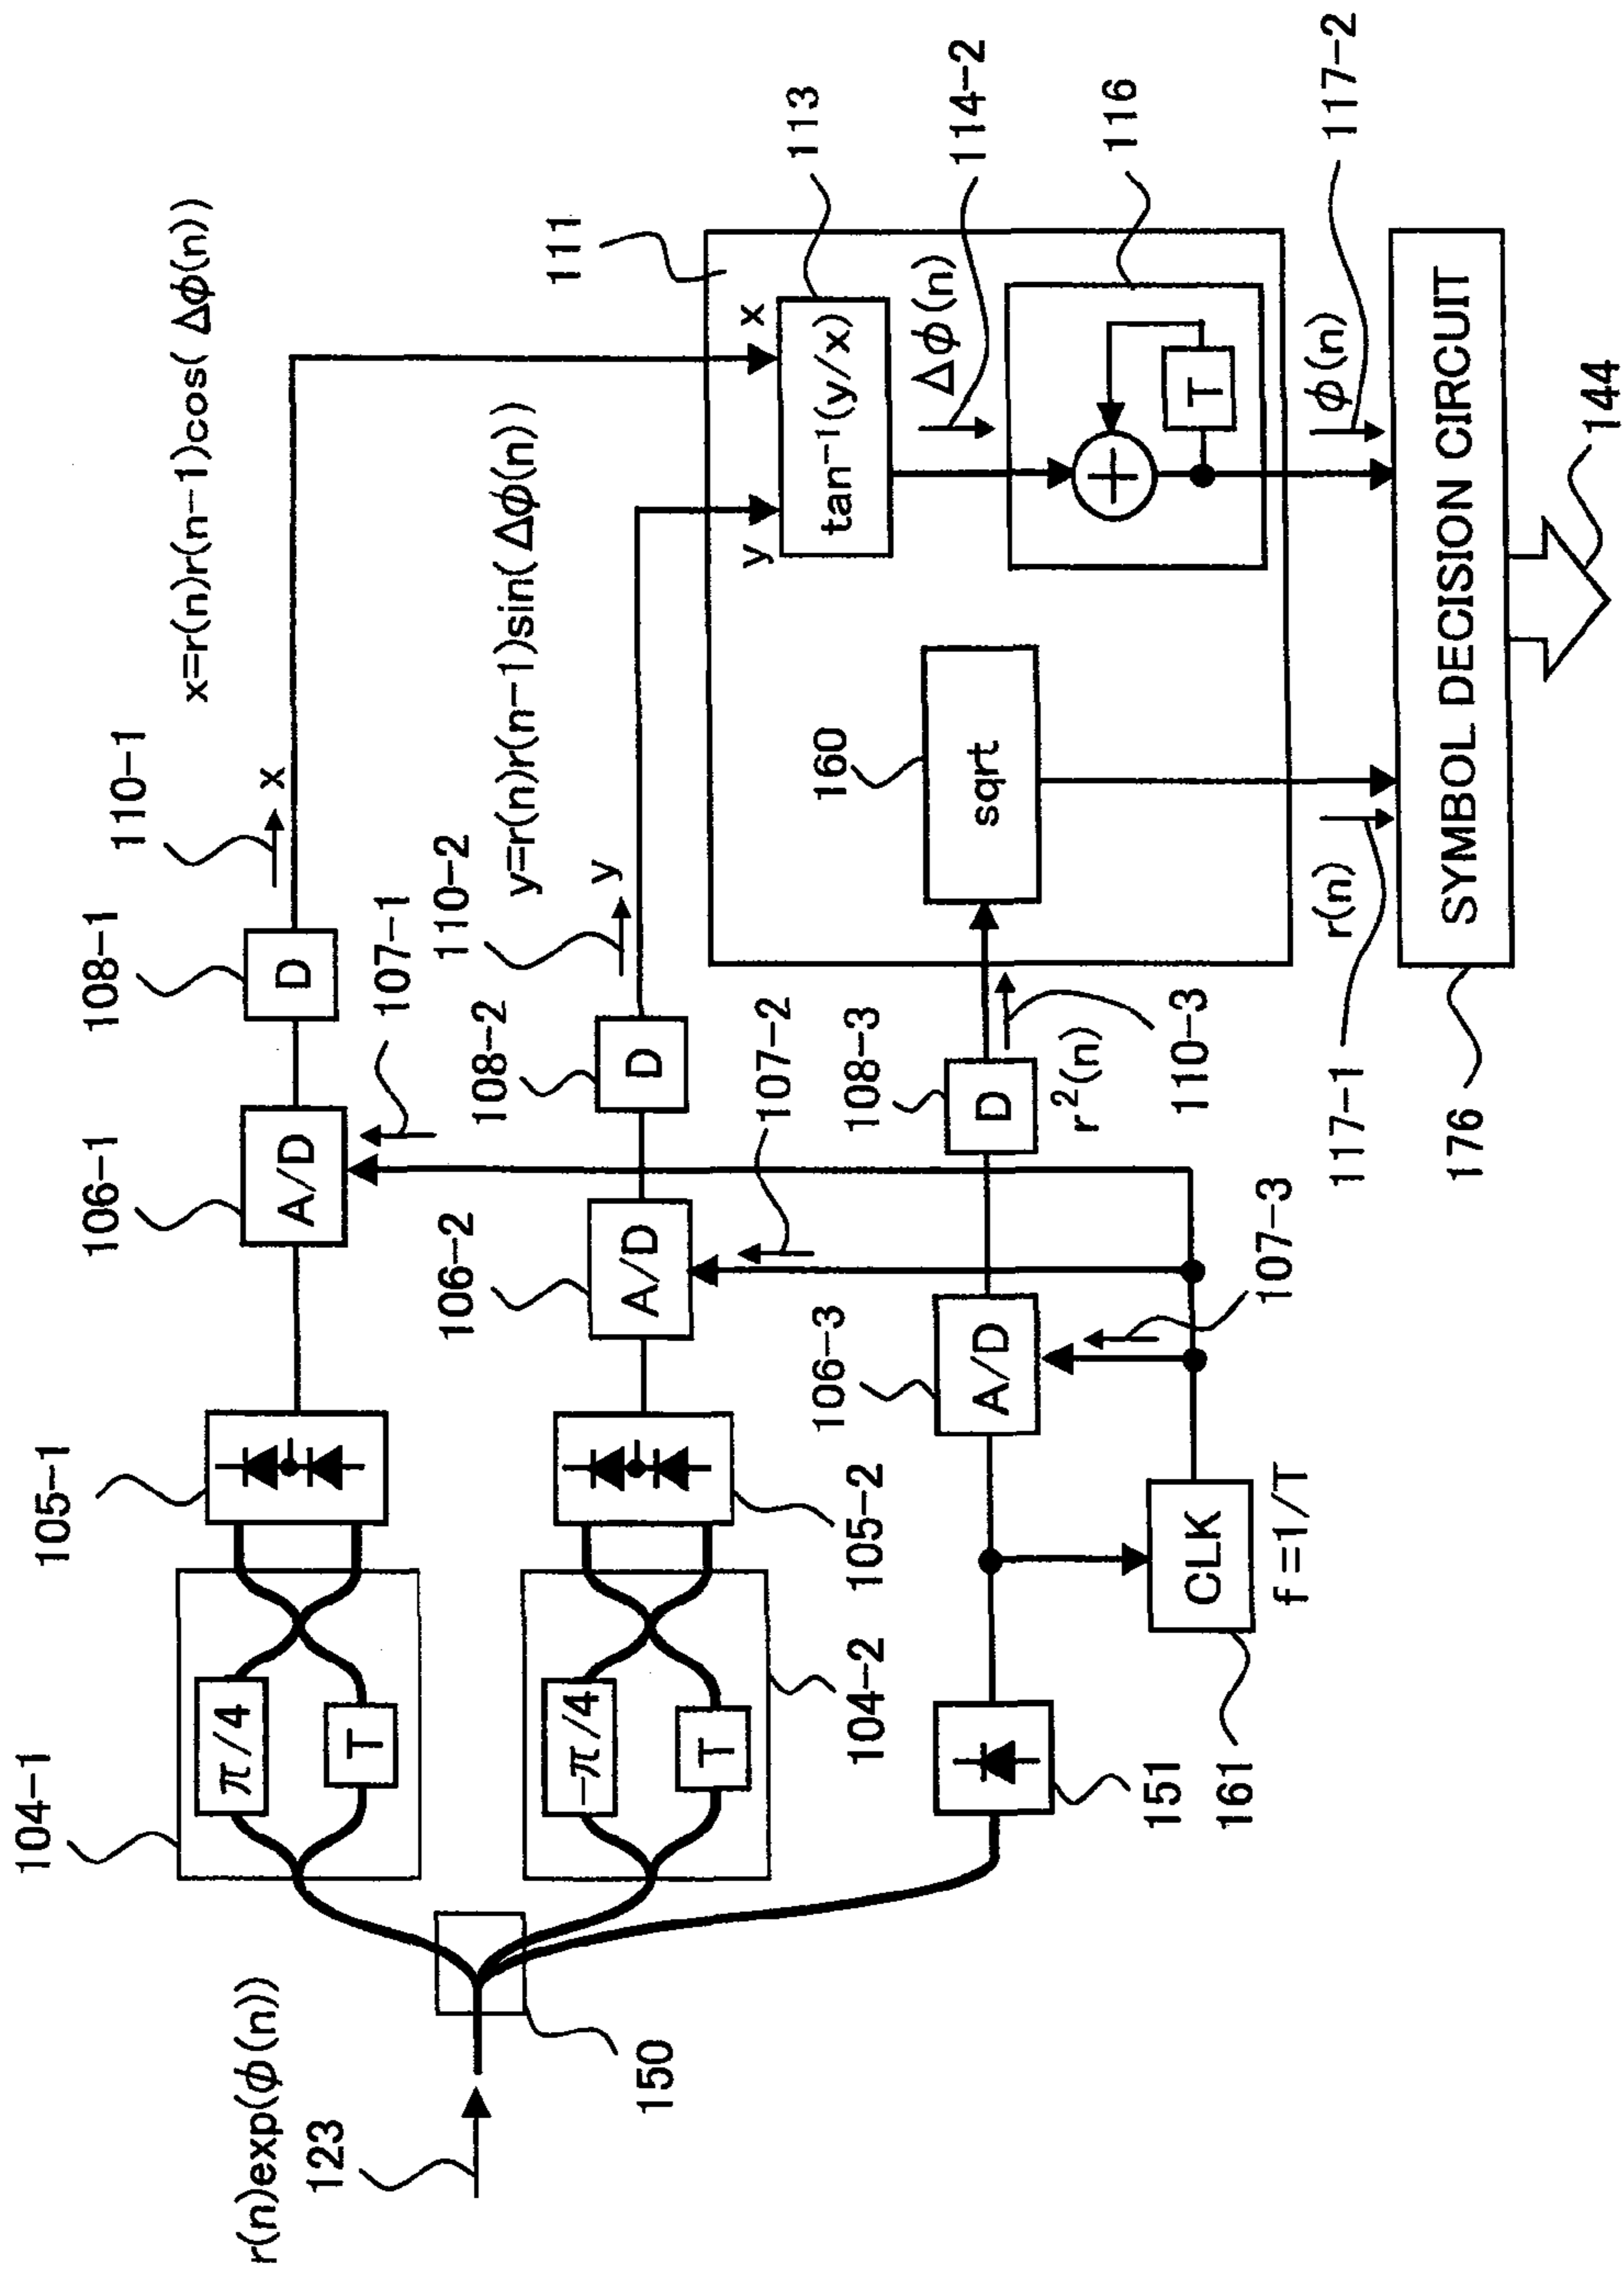 r(n)exp(ϕ(n))
123
150
104-1
π/4
T
105-1
106-1
A/D
107-1
108-1
D
110-1
x
x=r(n)r(n-1)cos(Δϕ(n))
104-2
-π/4
T
105-2
106-2
A/D
107-2
108-2
D
110-2
y
y=r(n)r(n-1)sin(Δϕ(n))
151
161
CLK
f=1/T
106-3
A/D
107-3
108-3
D
r²(n)
110-3
111
y
x
tan⁻¹(y/x)
113
Δϕ(n)
114-2
116
+
T
160
sqrt
r(n)
117-1
ϕ(n)
117-2
SYMBOL DECISION CIRCUIT
176
144